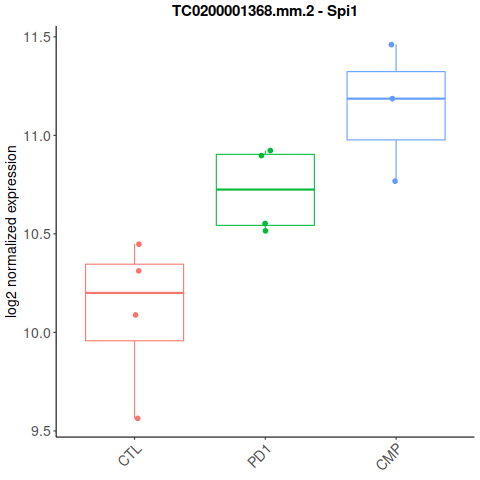 TC0200001368.mm.2 - Spi1
log2 normalized expression
11.5
11.0
10.5
10.0
9.5
CTL
PD1
CMP